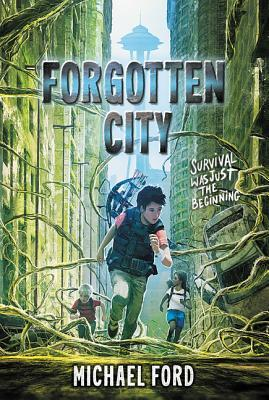 FORGOTTEN
CITY
SURVIVAL
WAS JUST
THE
BEGINNING
MICHAEL FORD